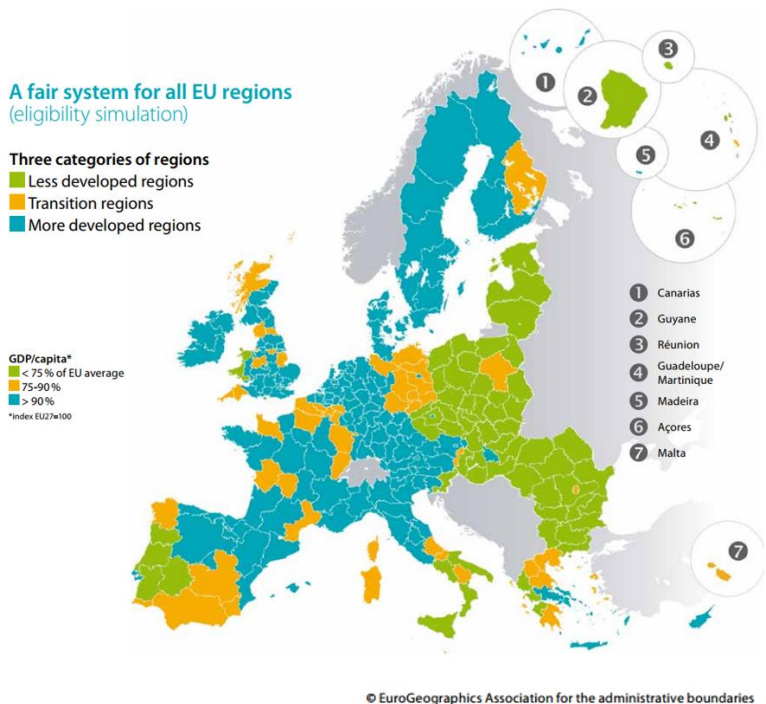 A fair system for all EU regions
(eligibility simulation)
Three categories of regions
Less developed regions
Transition regions
More developed regions
GDP/capita*
< 75 % of EU average
75-90 %
> 90 %
*index EU27=100
1
2
3
4
5
6
1 Canarias
2 Guyane
3 Réunion
4 Guadeloupe/
Martinique
5 Madeira
6 Açores
7 Malta
7
© EuroGeographics Association for the administrative boundaries